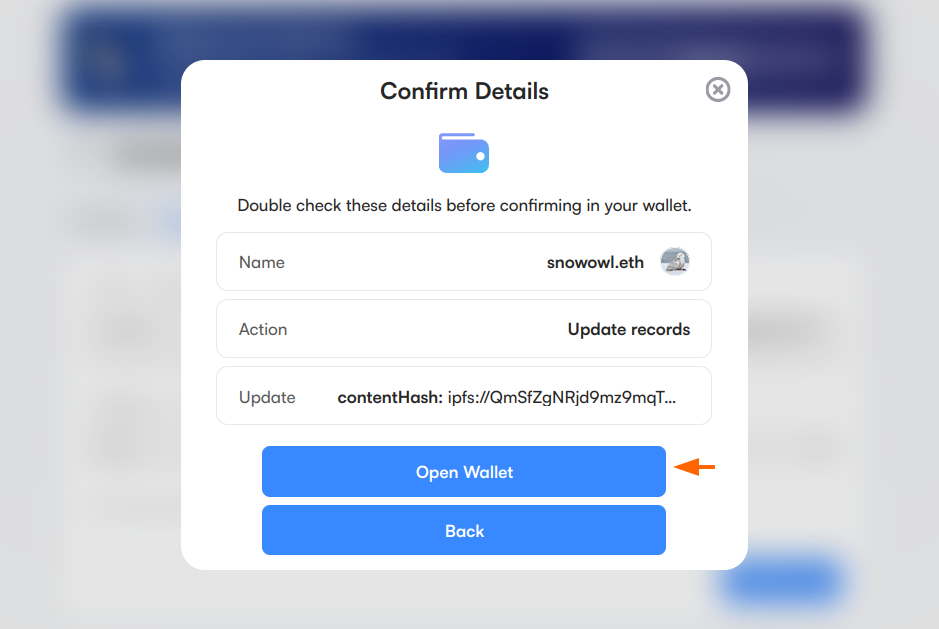 Confirm Details
Double check these details before confirming in your wallet.
Name snowowl.eth
Action Update records
Update contentHash: ipfs://QmSfZgNRjd9mz9mqT...
Open Wallet
Back